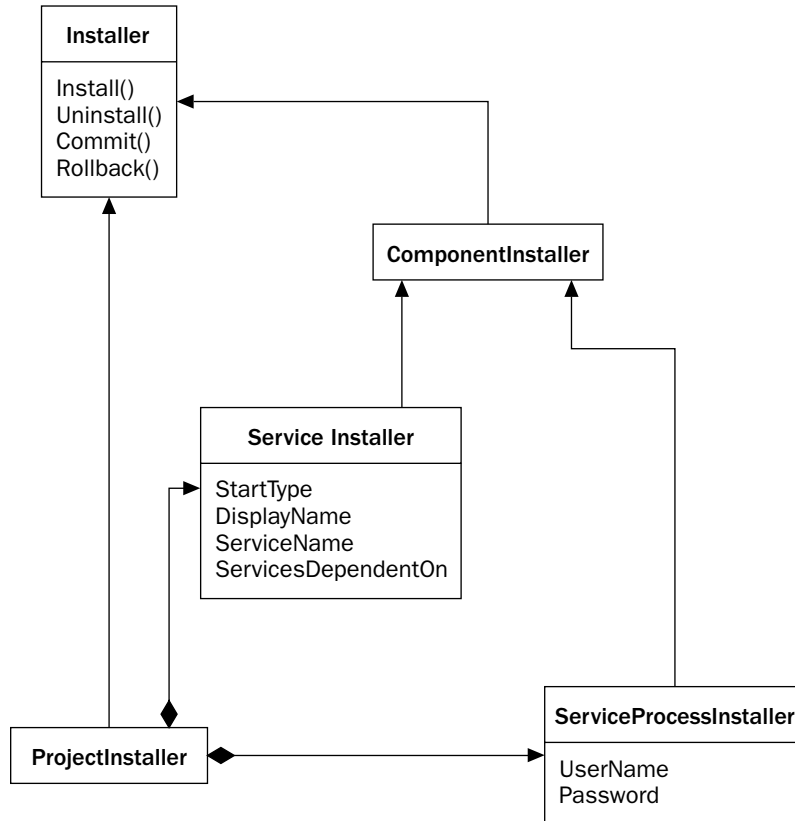 Installer
Install()
Uninstall()
Commit()
Rollback()
ComponentInstaller
Service Installer
StartType
DisplayName
ServiceName
ServicesDependentOn
ProjectInstaller
ServiceProcessInstaller
UserName
Password